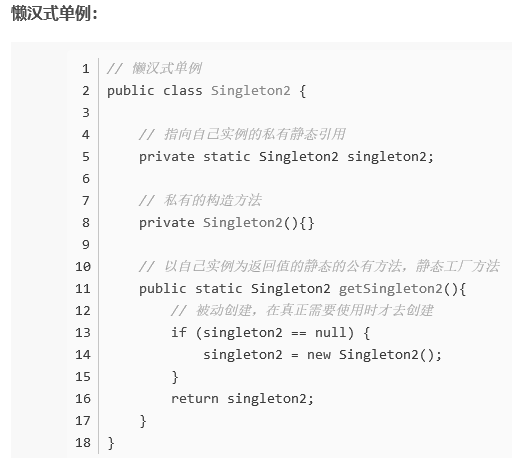 懒汉式单例：
1 // 懒汉式单例
2 public class Singleton2 {
3
4     // 指向自己实例的私有静态引用
5     private static Singleton2 singleton2;
6
7     // 私有的构造方法
8     private Singleton2(){}
9
10     // 以自己实例为返回值的静态的公有方法，静态工厂方法
11     public static Singleton2 getSingleton2(){
12         // 被动创建，在真正需要使用时才去创建
13         if (singleton2 == null) {
14             singleton2 = new Singleton2();
15         }
16         return singleton2;
17     }
18 }